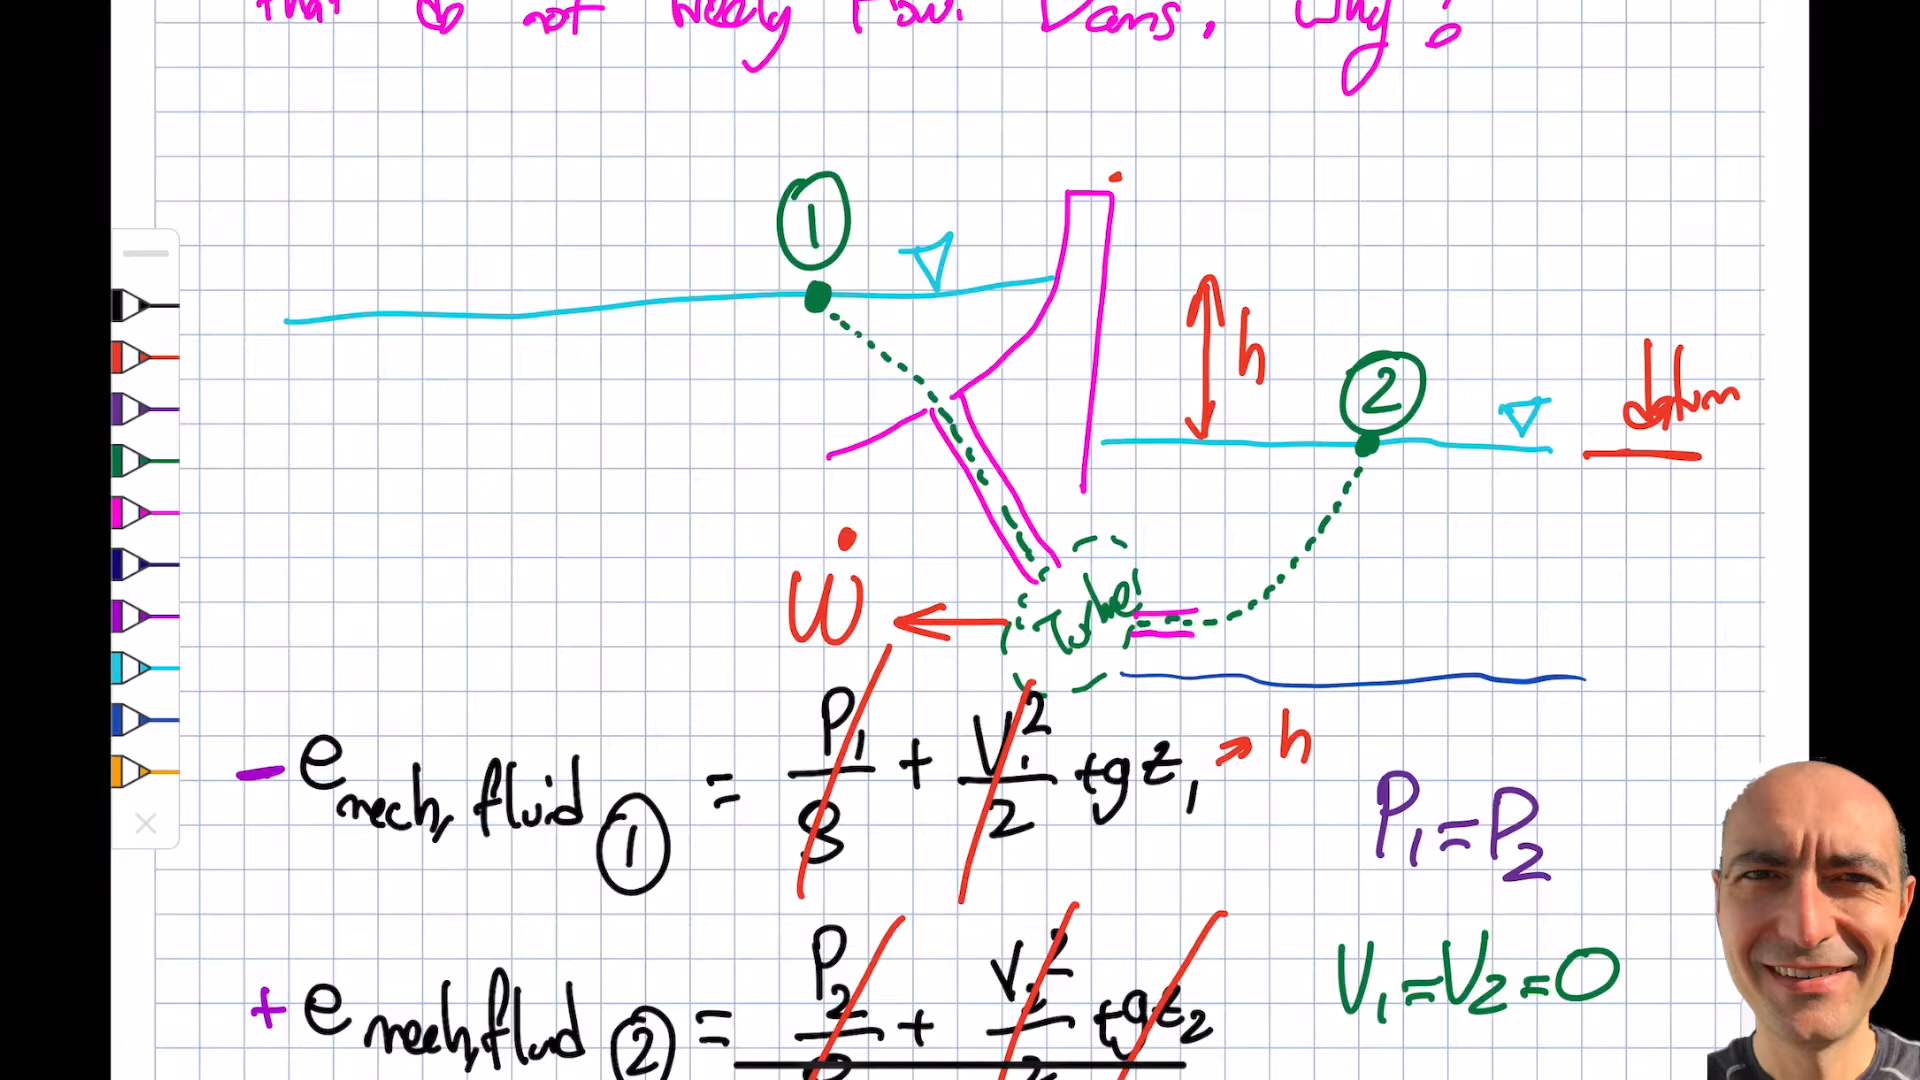 that do not really flow. Dams. Why?
1
h
2
datum
Ẇ
Turbine
- e mech, fluid 1 = P1/ρ + V1²/2 + gz1 → h
P1 = P2
+ e mech, fluid 2 = P2/ρ + V2²/2 + gz2
V1 = V2 = 0